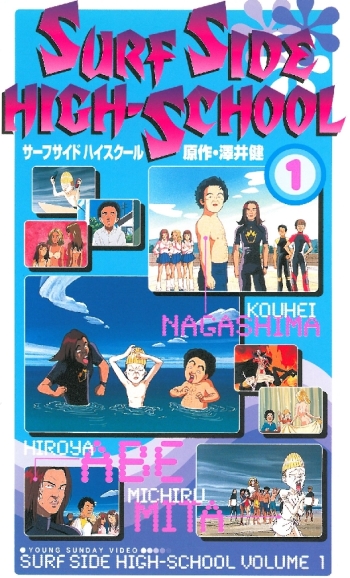 SURF SIDE
HIGH-SCHOOL
サーフサイド ハイスクール 原作・澤井健
1
KOUHEI
NAGASHIMA
HIROYA
ABE
MICHIRU
MITA
YOUNG SUNDAY VIDEO
SURF SIDE HIGH-SCHOOL VOLUME 1